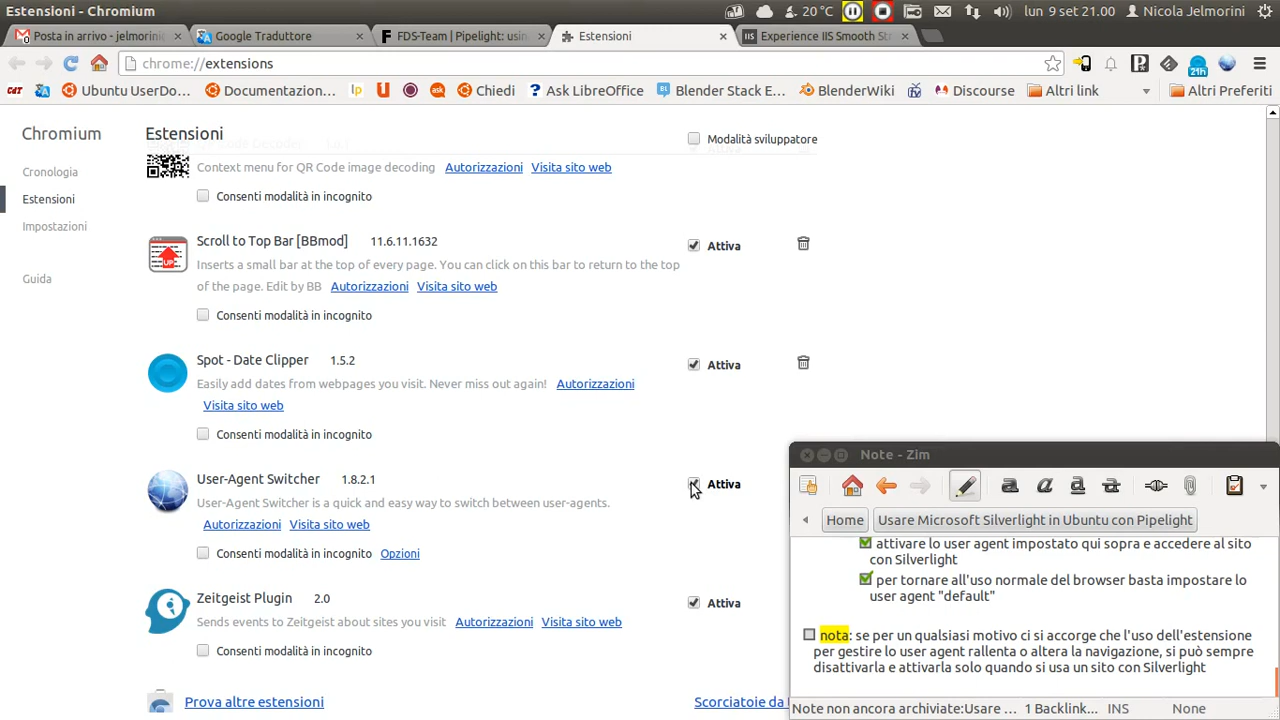 Estensioni - Chromium
20 °C
lun 9 set 21.00
Nicola Jelmorini
Posta in arrivo - jelmorini
Google Traduttore
FDS-Team | Pipelight: usin
Estensioni
Experience IIS Smooth St
chrome://extensions
21h
CdT
Ubuntu UserDo...
Documentazion...
lp
U
ask
Chiedi
Ask LibreOffice
Blender Stack E...
BlenderWiki
Discourse
Altri link
Altri Preferiti
Chromium
Cronologia
Estensioni
Impostazioni
Guida
Estensioni
Modalità sviluppatore
QR Code Decoder
Context menu for QR Code image decoding Autorizzazioni Visita sito web
Consenti modalità in incognito
Scroll to Top Bar [BBmod] 11.6.11.1632
Attiva
Inserts a small bar at the top of every page. You can click on this bar to return to the top
of the page. Edit by BB Autorizzazioni Visita sito web
Consenti modalità in incognito
Spot - Date Clipper 1.5.2
Attiva
Easily add dates from webpages you visit. Never miss out again! Autorizzazioni
Visita sito web
Consenti modalità in incognito
User-Agent Switcher 1.8.2.1
Attiva
User-Agent Switcher is a quick and easy way to switch between user-agents.
Autorizzazioni Visita sito web
Consenti modalità in incognito Opzioni
Zeitgeist Plugin 2.0
Attiva
Sends events to Zeitgeist about sites you visit Autorizzazioni Visita sito web
Consenti modalità in incognito
Prova altre estensioni
Scorciatoie da
Note - Zim
Home
Usare Microsoft Silverlight in Ubuntu con Pipelight
attivare lo user agent impostato qui sopra e accedere al sito
con Silverlight
per tornare all'uso normale del browser basta impostare lo
user agent "default"
nota: se per un qualsiasi motivo ci si accorge che l'uso dell'estensione
per gestire lo user agent rallenta o altera la navigazione, si può sempre
disattivarla e attivarla solo quando si usa un sito con Silverlight
Note non ancora archiviate:Usare ...
1 Backlink...
INS
None